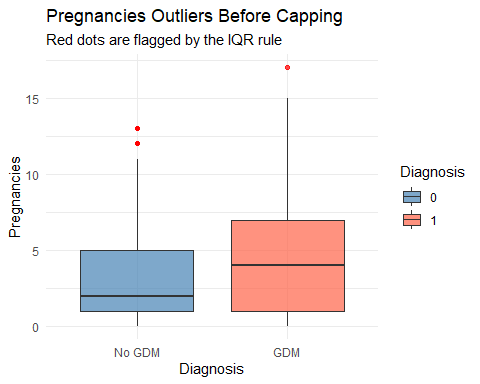 Pregnancies Outliers Before Capping
Red dots are flagged by the IQR rule
Pregnancies
15
10
5
0
No GDM
GDM
Diagnosis
Diagnosis
0
1